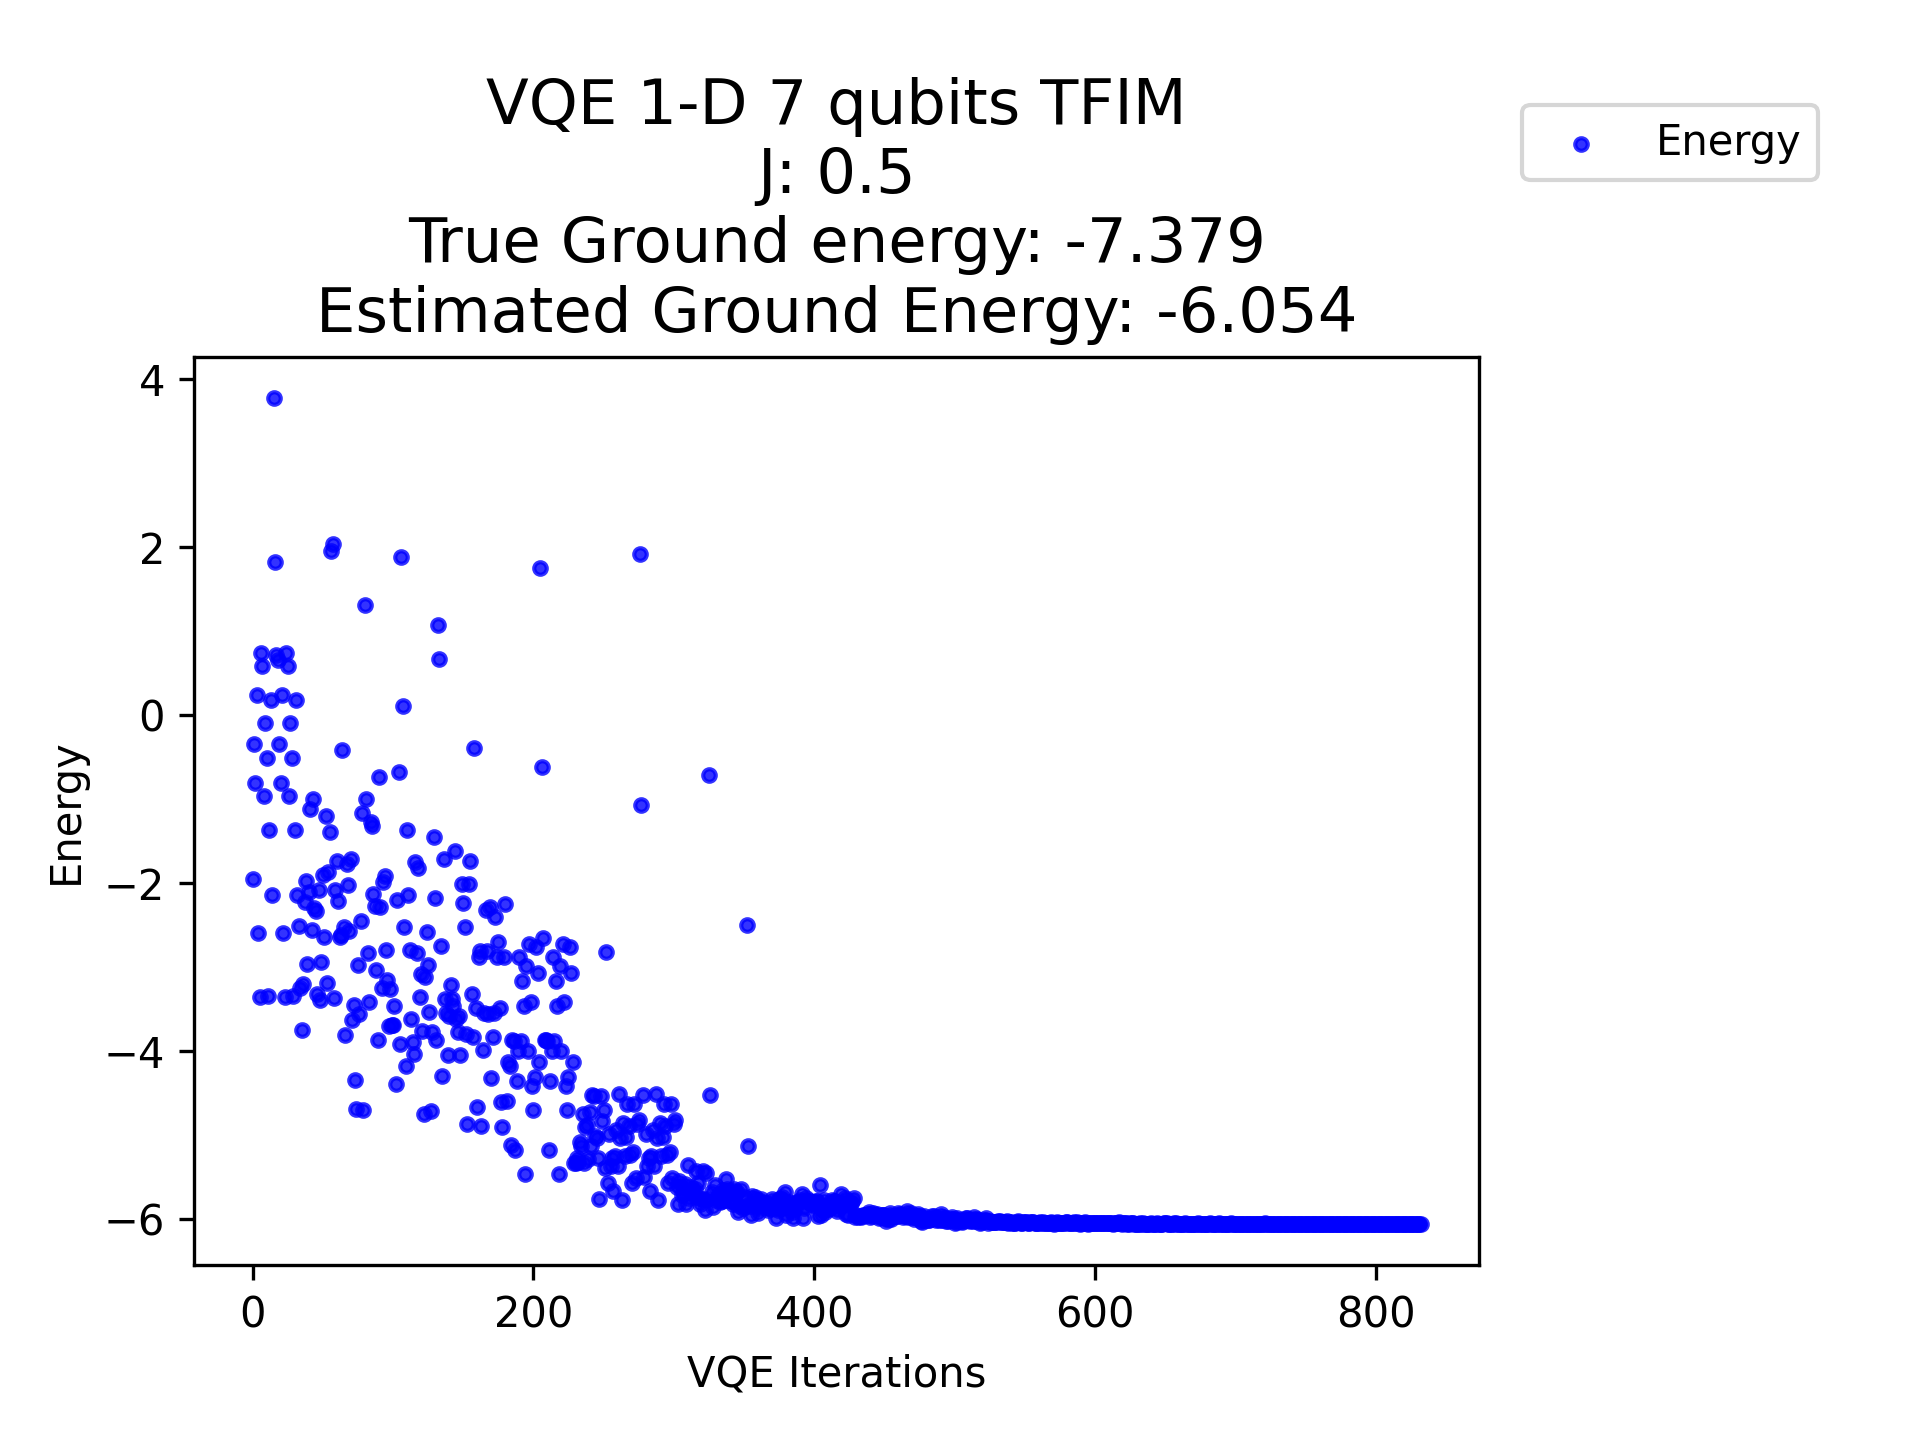 VQE 1-D 7 qubits TFIM
J: 0.5
True Ground energy: -7.379
Estimated Ground Energy: -6.054
Energy
4
2
0
−2
−4
−6
Energy
0 200 400 600 800
VQE Iterations